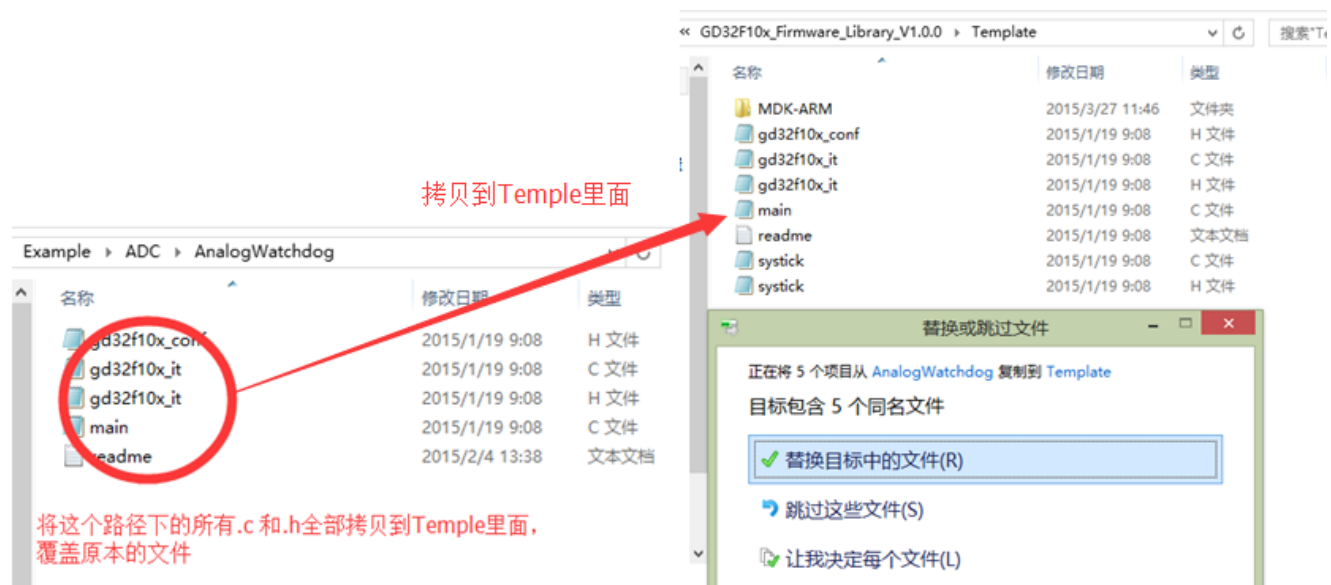 « GD32F10x_Firmware_Library_V1.0.0 › Template
搜索"Te
名称 修改日期 类型
MDK-ARM 2015/3/27 11:46 文件夹
gd32f10x_conf 2015/1/19 9:08 H 文件
gd32f10x_it 2015/1/19 9:08 C 文件
gd32f10x_it 2015/1/19 9:08 H 文件
main 2015/1/19 9:08 C 文件
readme 2015/1/19 9:08 文本文档
systick 2015/1/19 9:08 C 文件
systick 2015/1/19 9:08 H 文件
拷贝到Temple里面
Example › ADC › AnalogWatchdog
名称 修改日期 类型
gd32f10x_conf 2015/1/19 9:08 H 文件
gd32f10x_it 2015/1/19 9:08 C 文件
gd32f10x_it 2015/1/19 9:08 H 文件
main 2015/1/19 9:08 C 文件
readme 2015/2/4 13:38 文本文档
将这个路径下的所有.c 和.h全部拷贝到Temple里面,
覆盖原本的文件
替换或跳过文件
正在将 5 个项目从 AnalogWatchdog 复制到 Template
目标包含 5 个同名文件
替换目标中的文件(R)
跳过这些文件(S)
让我决定每个文件(L)